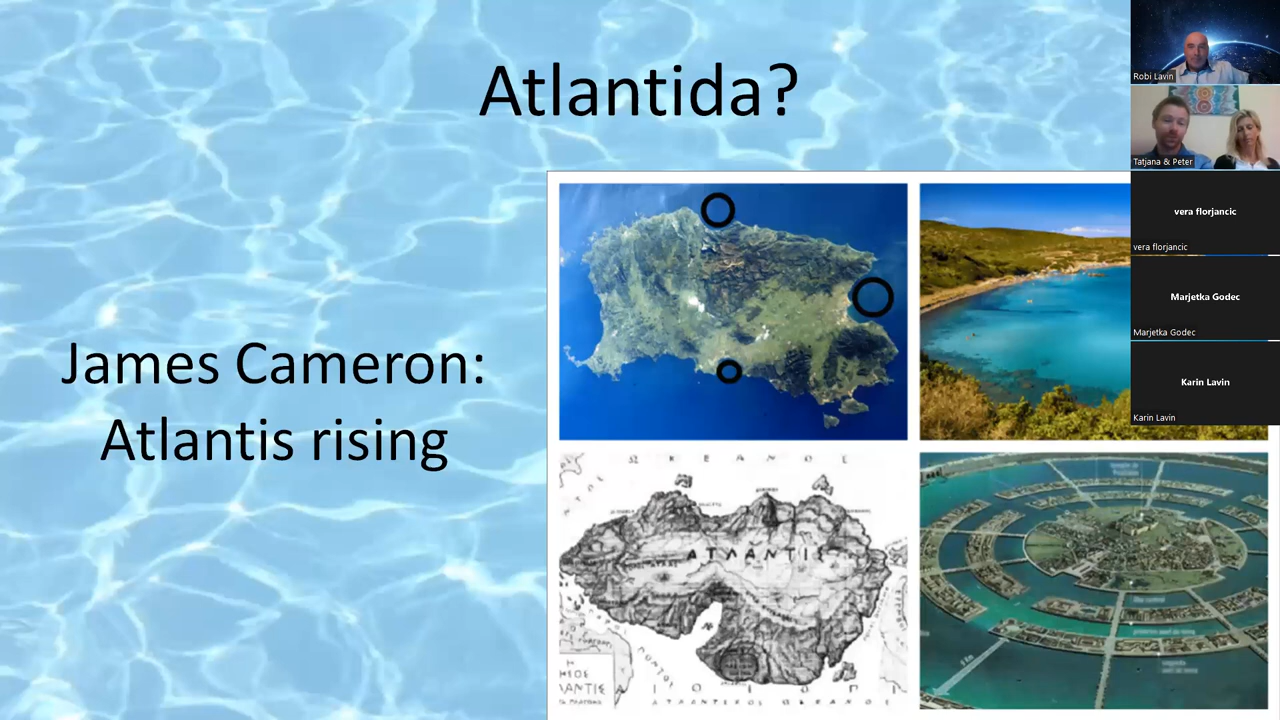 Atlantida?
James Cameron:
Atlantis rising
Ω Κ Ε Α Ν Ο Σ
ΑΤΛΑΝΤΙΣ
Robi Lavin
Tatjana & Peter
vera florjancic
vera florjancic
Marjetka Godec
Marjetka Godec
Karin Lavin
Karin Lavin